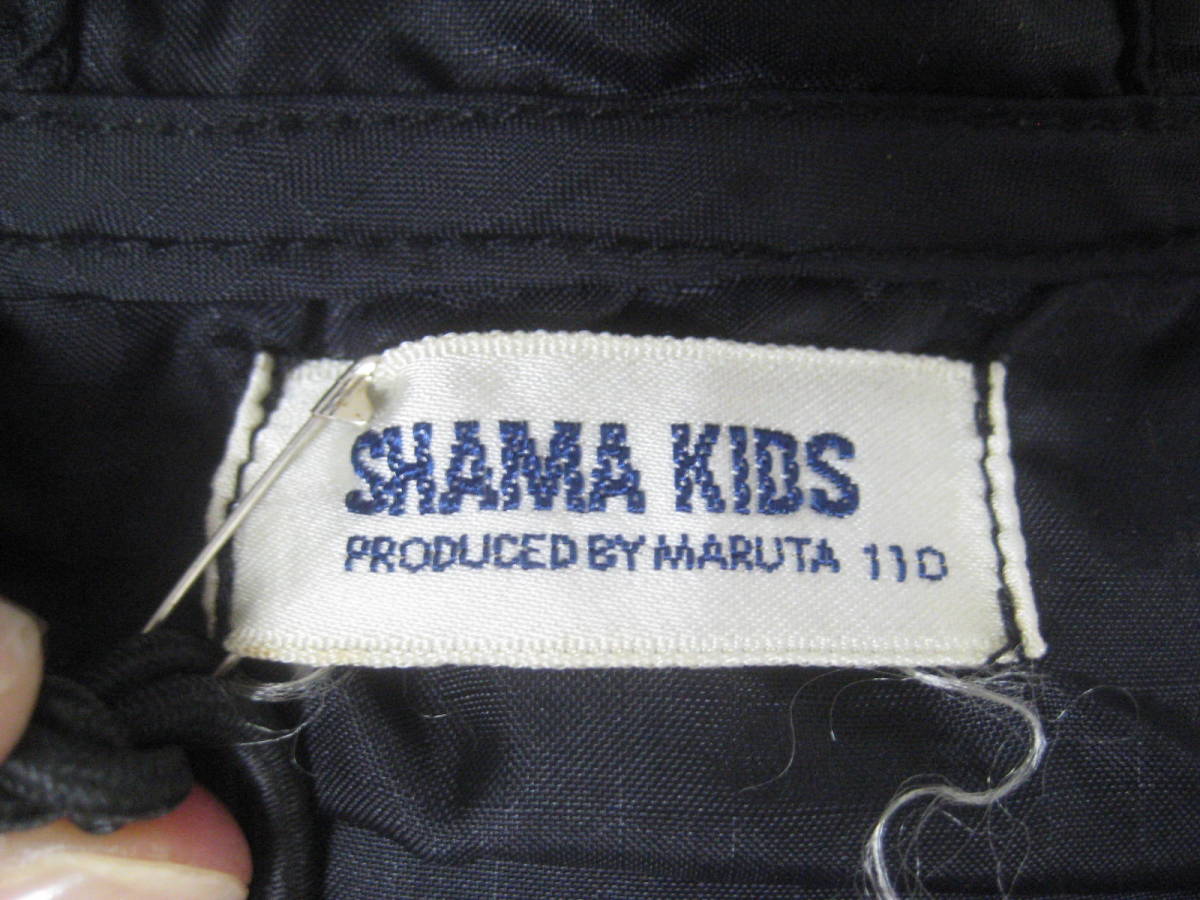 SHAMA KIDS
PRODUCED BY MARUTA 110